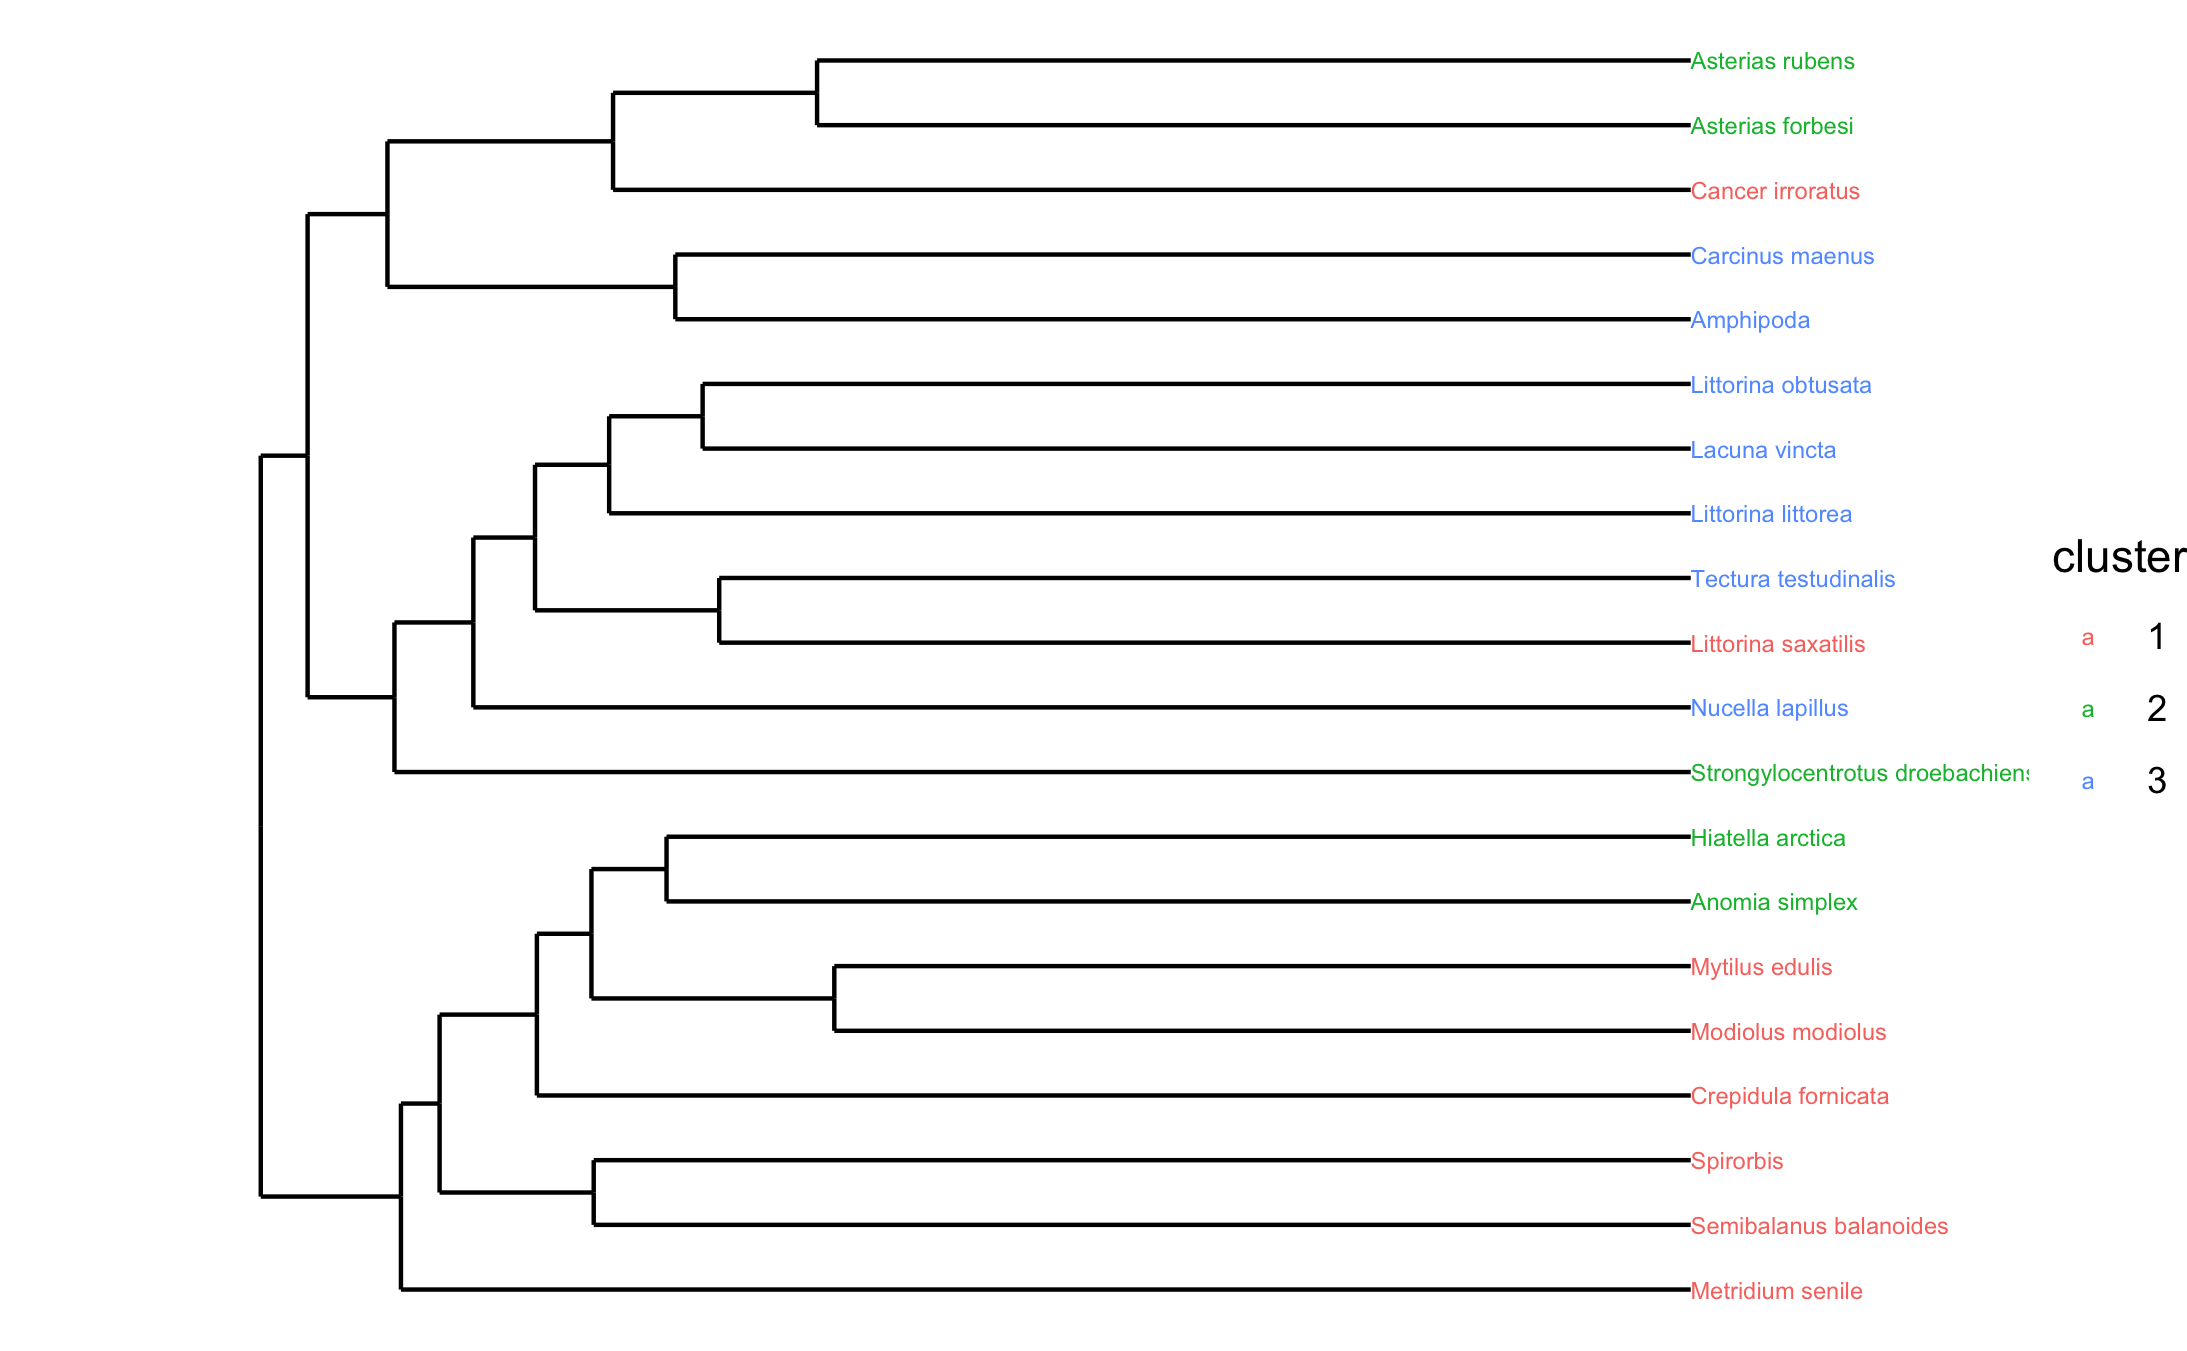 Asterias rubens
Asterias forbesi
Cancer irroratus
Carcinus maenus
Amphipoda
Littorina obtusata
Lacuna vincta
Littorina littorea
Tectura testudinalis
Littorina saxatilis
Nucella lapillus
Strongylocentrotus droebachiens
Hiatella arctica
Anomia simplex
Mytilus edulis
Modiolus modiolus
Crepidula fornicata
Spirorbis
Semibalanus balanoides
Metridium senile
cluster
a 1
a 2
a 3